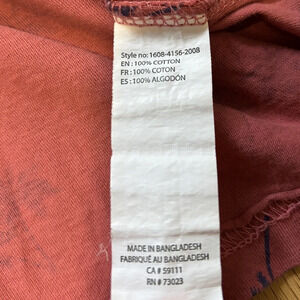 Style no: 1608-4156-2008
EN : 100% COTTON
FR : 100% COTON
ES : 100% ALGODÓN
MADE IN BANGLADESH
FABRIQUÉ AU BANGLADESH
CA # 59111
RN # 73023